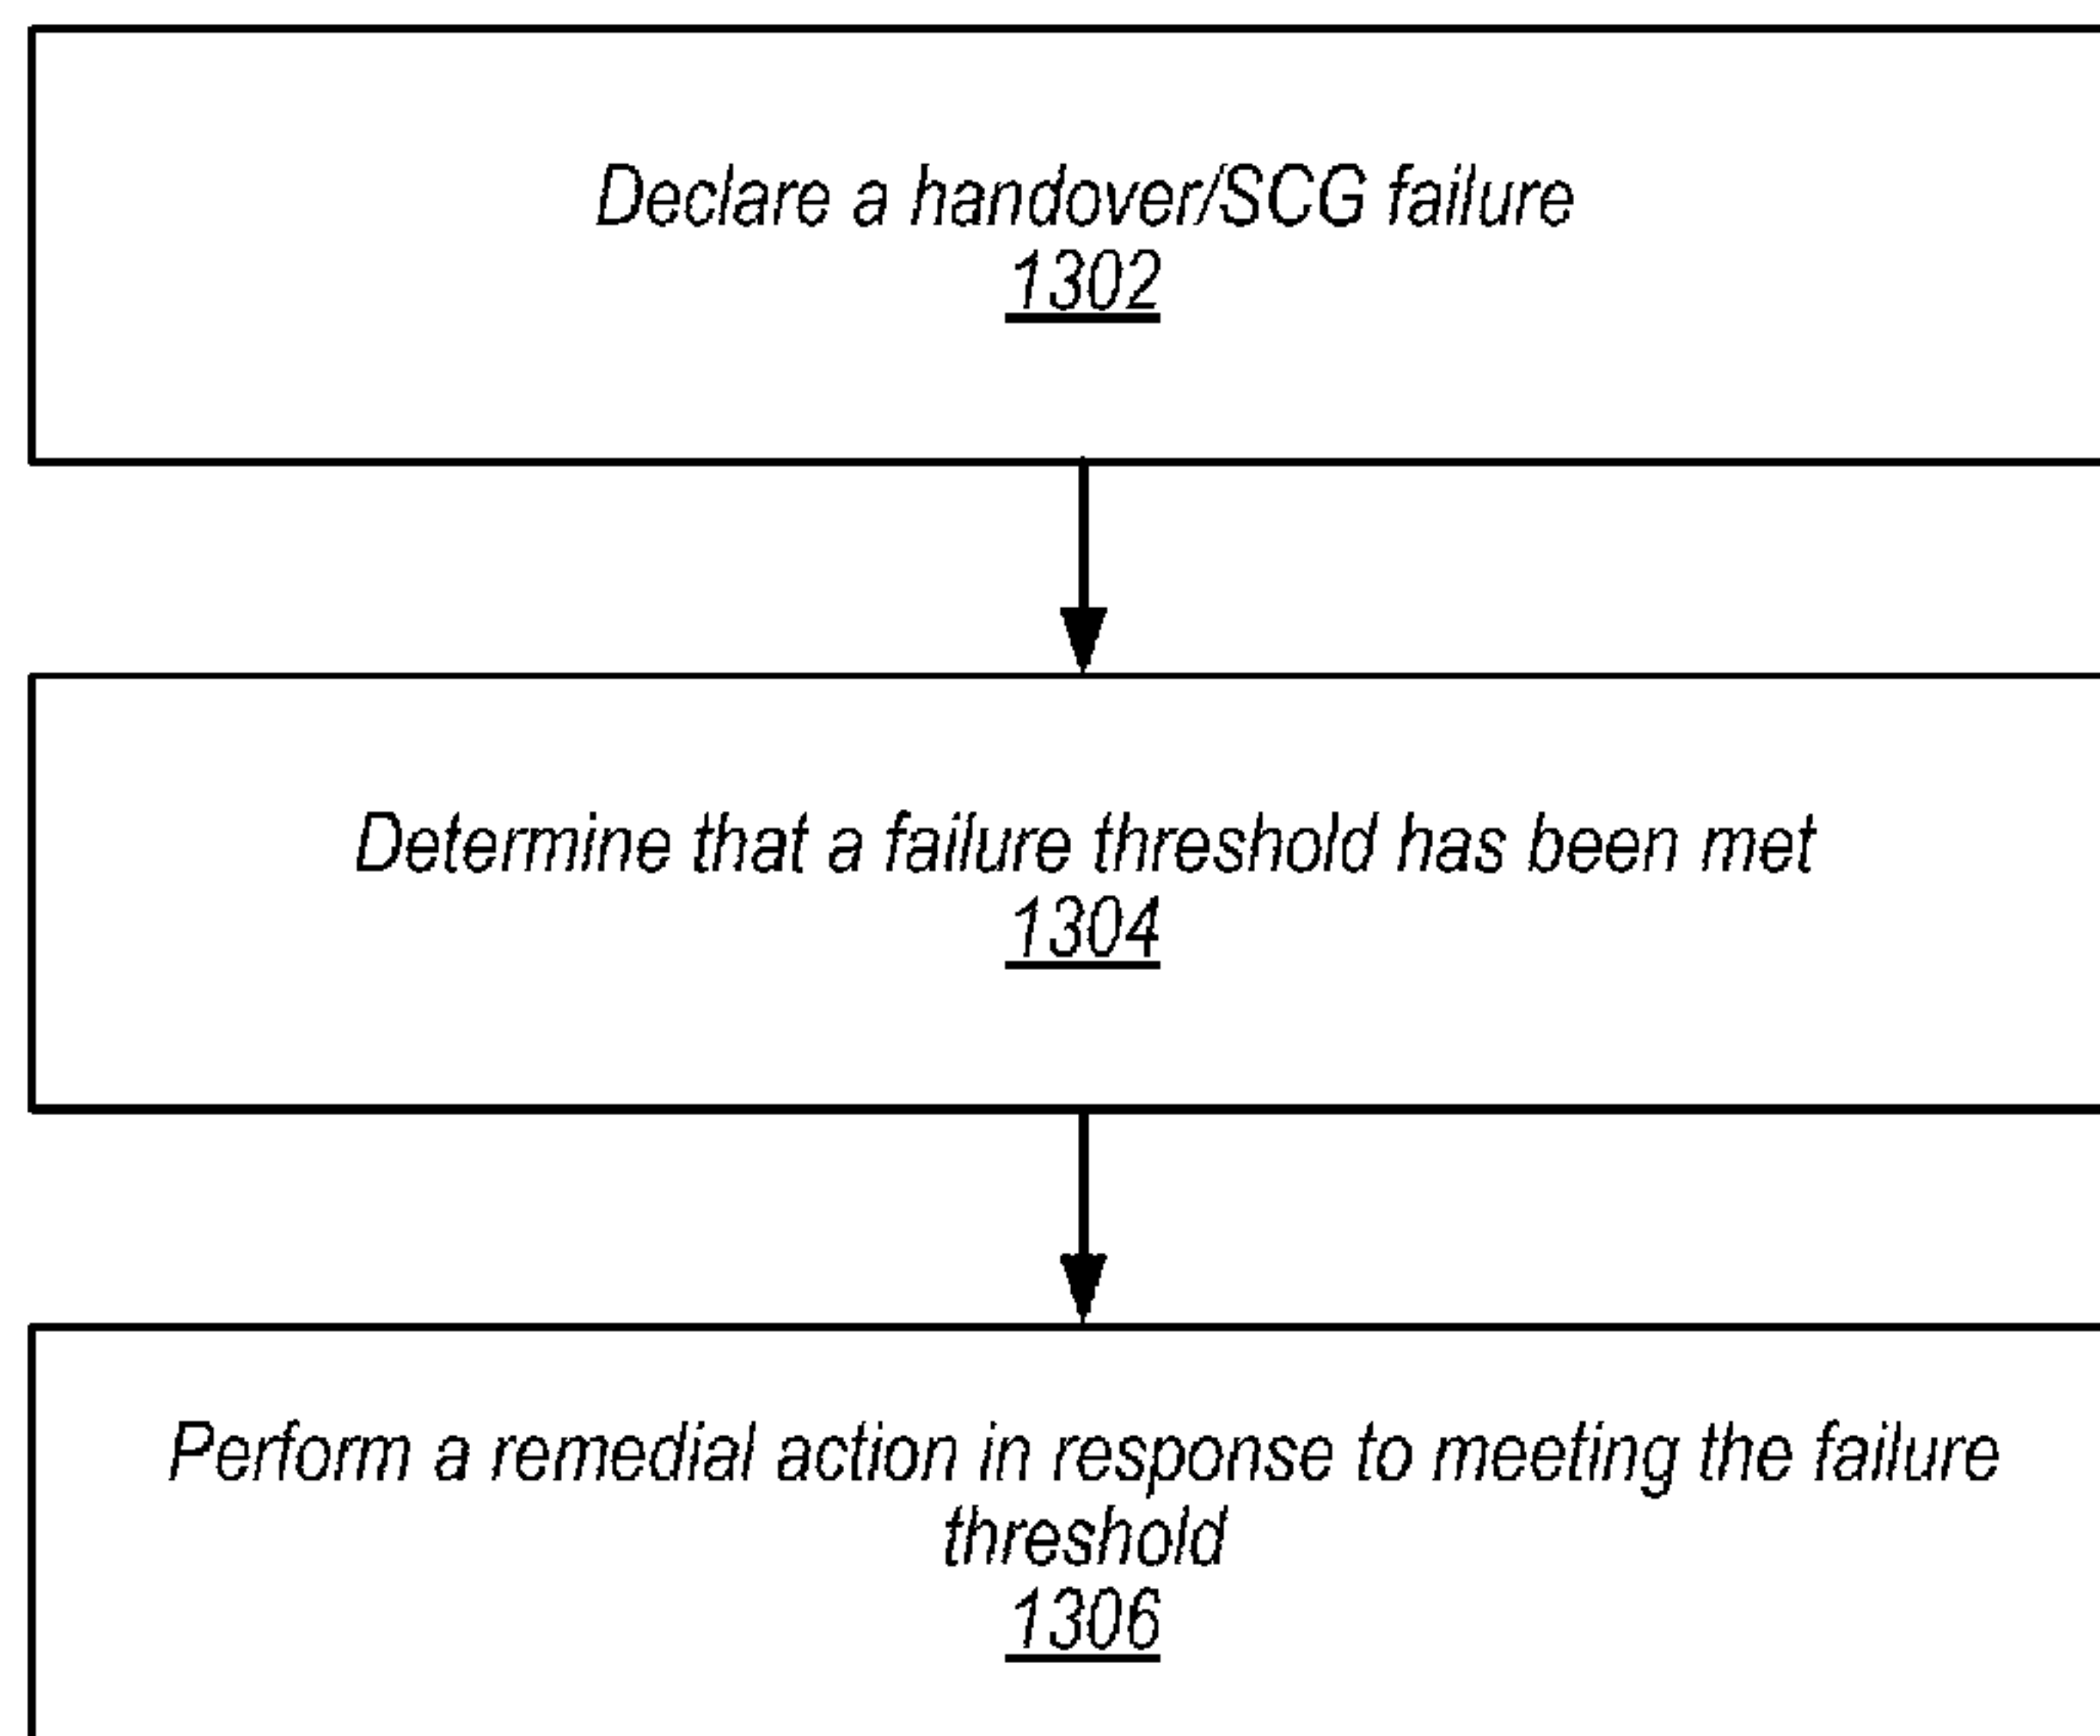 Declare a handover/SCG failure
1302
Determine that a failure threshold has been met
1304
Perform a remedial action in response to meeting the failure
threshold
1306